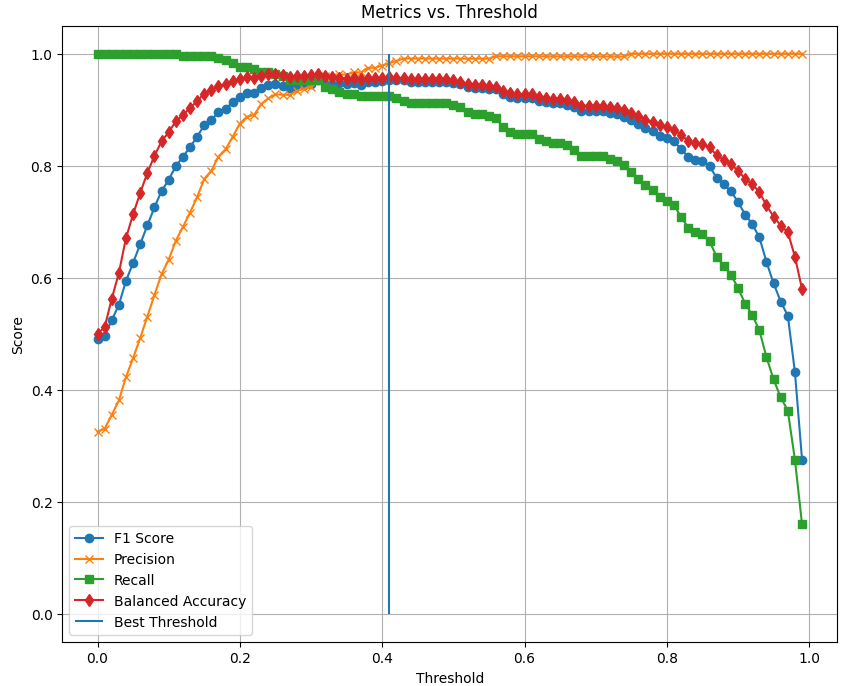 Metrics vs. Threshold
Score
1.0
0.8
0.6
0.4
0.2
0.0
F1 Score
Precision
Recall
Balanced Accuracy
Best Threshold
0.0 0.2 0.4 0.6 0.8 1.0
Threshold